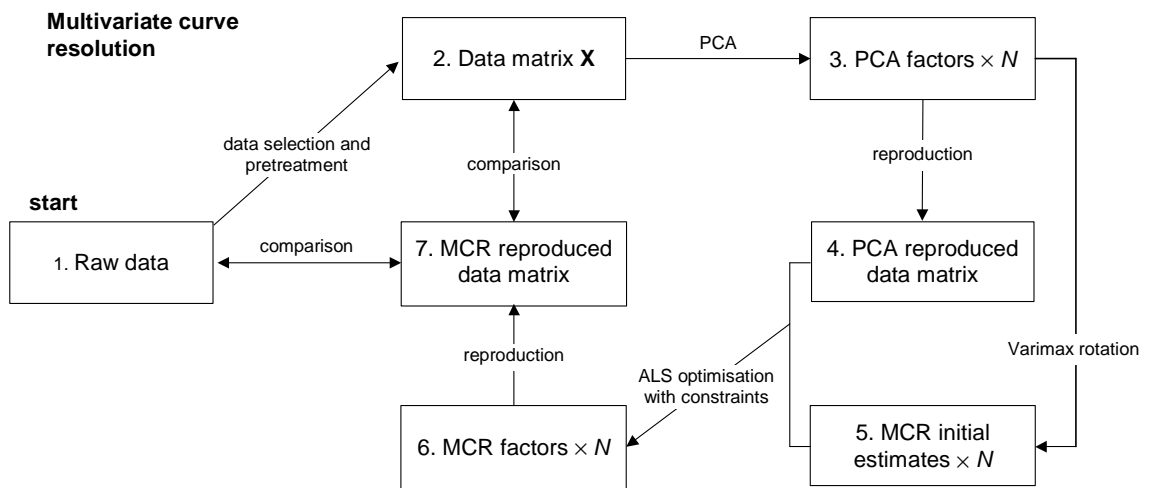 Multivariate curve
resolution
2. Data matrix X
PCA
3. PCA factors × N
data selection and
pretreatment
comparison
reproduction
start
1. Raw data
comparison
7. MCR reproduced
data matrix
4. PCA reproduced
data matrix
reproduction
ALS optimisation
with constraints
Varimax rotation
6. MCR factors × N
5. MCR initial
estimates × N